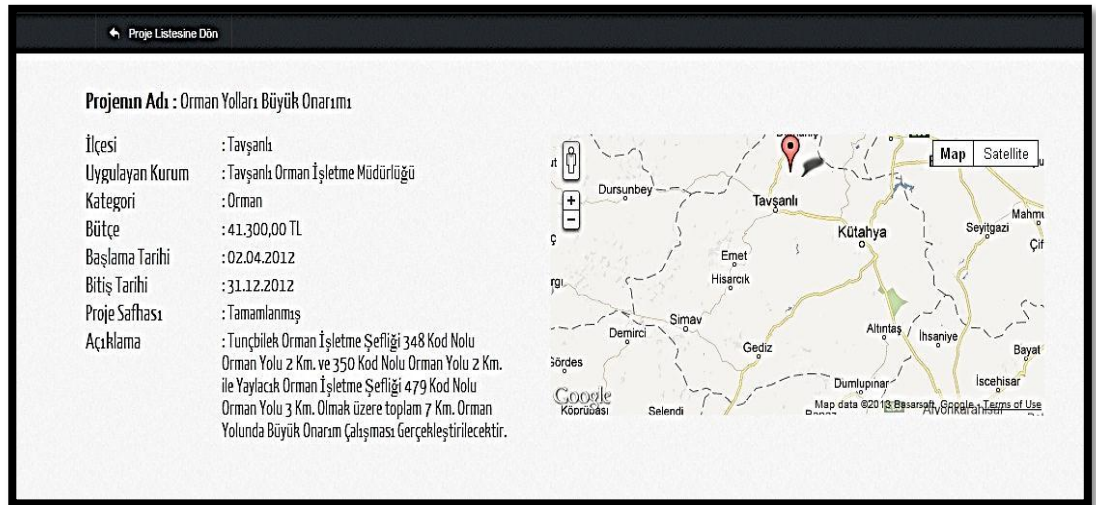 Proje Listesine Dön
Projenin Adı : Orman Yolları Büyük Onarımı
İlçesi : Tavşanlı
Uygulayan Kurum : Tavşanlı Orman İşletme Müdürlüğü
Kategori : Orman
Bütçe : 41.300,00 TL
Başlama Tarihi : 02.04.2012
Bitiş Tarihi : 31.12.2012
Proje Safhası : Tamamlanmış
Açıklama : Tunçbilek Orman İşletme Şefliği 348 Kod Nolu
Orman Yolu 2 Km. ve 350 Kod Nolu Orman Yolu 2 Km.
ile Yaylacık Orman İşletme Şefliği 479 Kod Nolu
Orman Yolu 3 Km. Olmak üzere toplam 7 Km. Orman
Yolunda Büyük Onarım Çalışması Gerçekleştirilecektir.
Map Satellite
Dursunbey
Tavşanlı
Kütahya
Seyitgazi
Mahmu
Çif
Emet
Hisarcık
Simav
Demirci
Gediz
Altıntaş
İhsaniye
Bayat
Dumlupınar
İscehisar
Gördes
Google
Köprübaşı
Selendi
Map data ©2013 Basarsoft, Google - Terms of Use
Afyonkarahisar